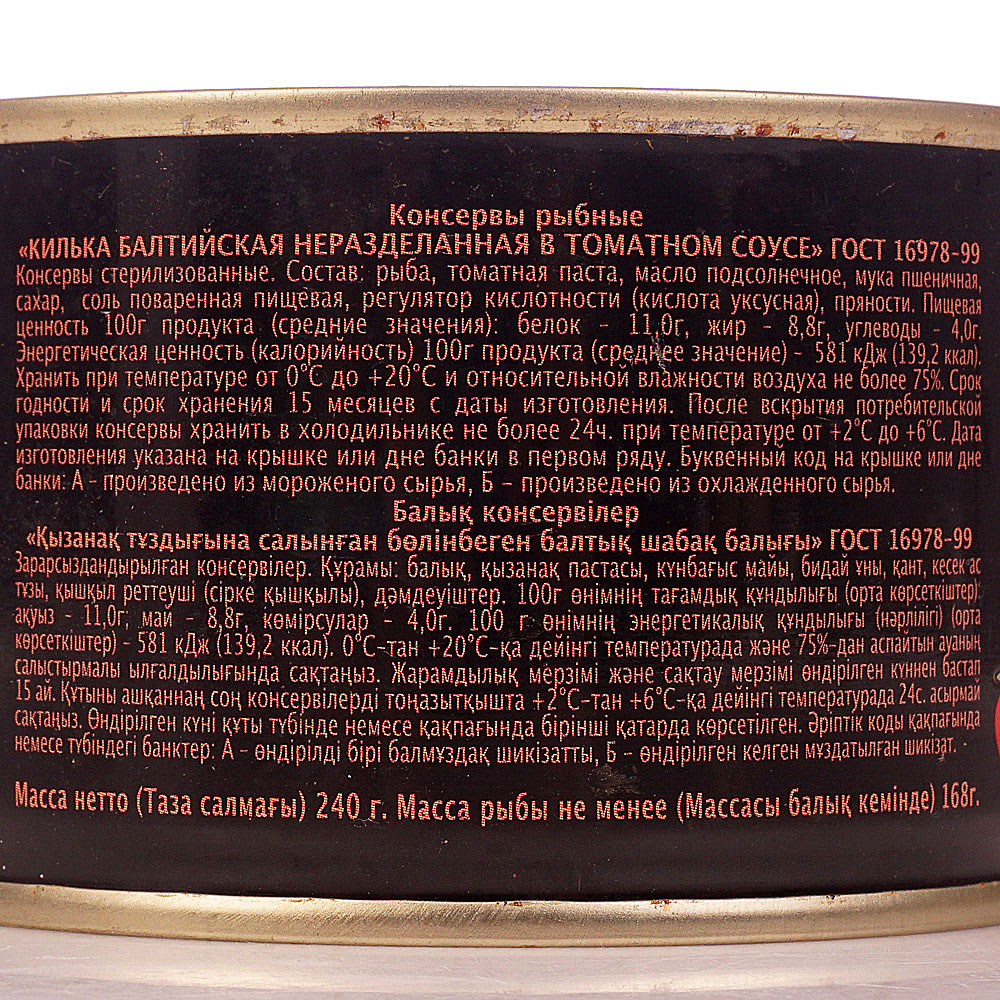 Консервы рыбные
«КИЛЬКА БАЛТИЙСКАЯ НЕРАЗДЕЛАННАЯ В ТОМАТНОМ СОУСЕ» ГОСТ 16978-99
Консервы стерилизованные. Состав: рыба, томатная паста, масло подсолнечное, мука пшеничная,
сахар, соль поваренная пищевая, регулятор кислотности (кислота уксусная), пряности. Пищевая
ценность 100г продукта (средние значения): белок - 11,0г, жир - 8,8г, углеводы - 4,0г.
Энергетическая ценность (калорийность) 100г продукта (среднее значение) - 581 кДж (139,2 ккал).
Хранить при температуре от 0°С до +20°С и относительной влажности воздуха не более 75%. Срок
годности и срок хранения 15 месяцев с даты изготовления. После вскрытия потребительской
упаковки консервы хранить в холодильнике не более 24ч. при температуре от +2°С до +6°С. Дата
изготовления указана на крышке или дне банки в первом ряду. Буквенный код на крышке или дне
банки: А - произведено из мороженого сырья, Б - произведено из охлажденного сырья.
Балық консервілер
«Қызанақ тұздығына салынған бөлінбеген балтық шабақ балығы» ГОСТ 16978-99
Зарарсыздандырылған консервілер. Құрамы: балық, қызанақ пастасы, күнбағыс майы, бидай ұны, қант, кесек ас
тұзы, қышқыл реттеуші (сірке қышқылы), дәмдеуіштер. 100г өнімнің тағамдық құндылығы (орта көрсеткіштер):
ақуыз - 11,0г; май - 8,8г, көмірсулар - 4,0г. 100 г өнімнің энергетикалық құндылығы (нәрлілігі) (орта
көрсеткіштер) - 581 кДж (139,2 ккал). 0°С-тан +20°С-қа дейінгі температурада және 75%-дан аспайтын ауаның
салыстырмалы ылғалдылығында сақтаңыз. Жарамдылық мерзімі және сақтау мерзімі өндірілген күннен бастап
15 ай. Құтыны ашқаннан соң консервілерді тоңазытқышта +2°С-тан +6°С-қа дейінгі температурада 24с. асырмай
сақтаңыз. Өндірілген күні құты түбінде немесе қақпағында бірінші қатарда көрсетілген. Әріптік коды қақпағында
немесе түбіндегі банктер: А - өндірілді бірі балмұздақ шикізатты, Б - өндірілген келген мұздатылған шикізат.
Масса нетто (Таза салмағы) 240 г. Масса рыбы не менее (Массасы балық кемінде) 168г.